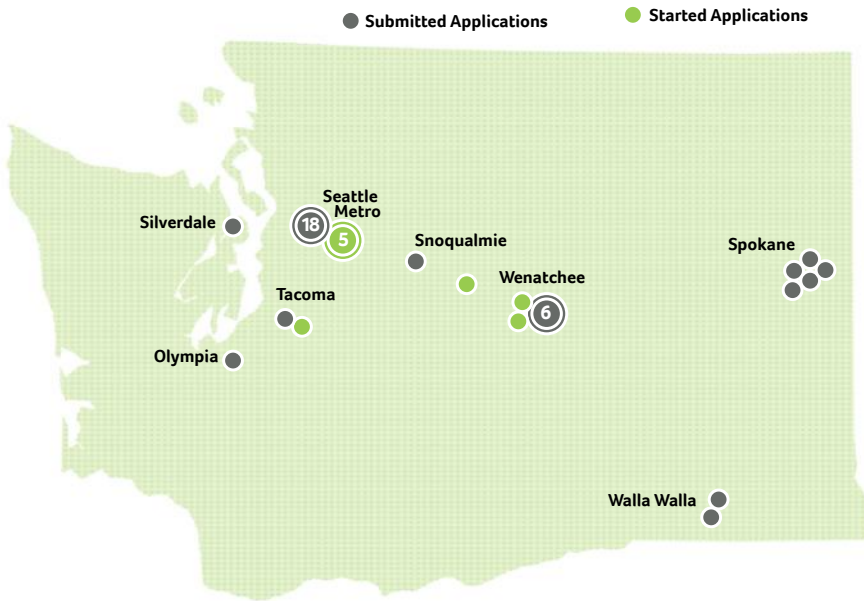 Submitted Applications
Started Applications
Seattle
Metro
18
5
Silverdale
Snoqualmie
Spokane
Wenatchee
6
Tacoma
Olympia
Walla Walla